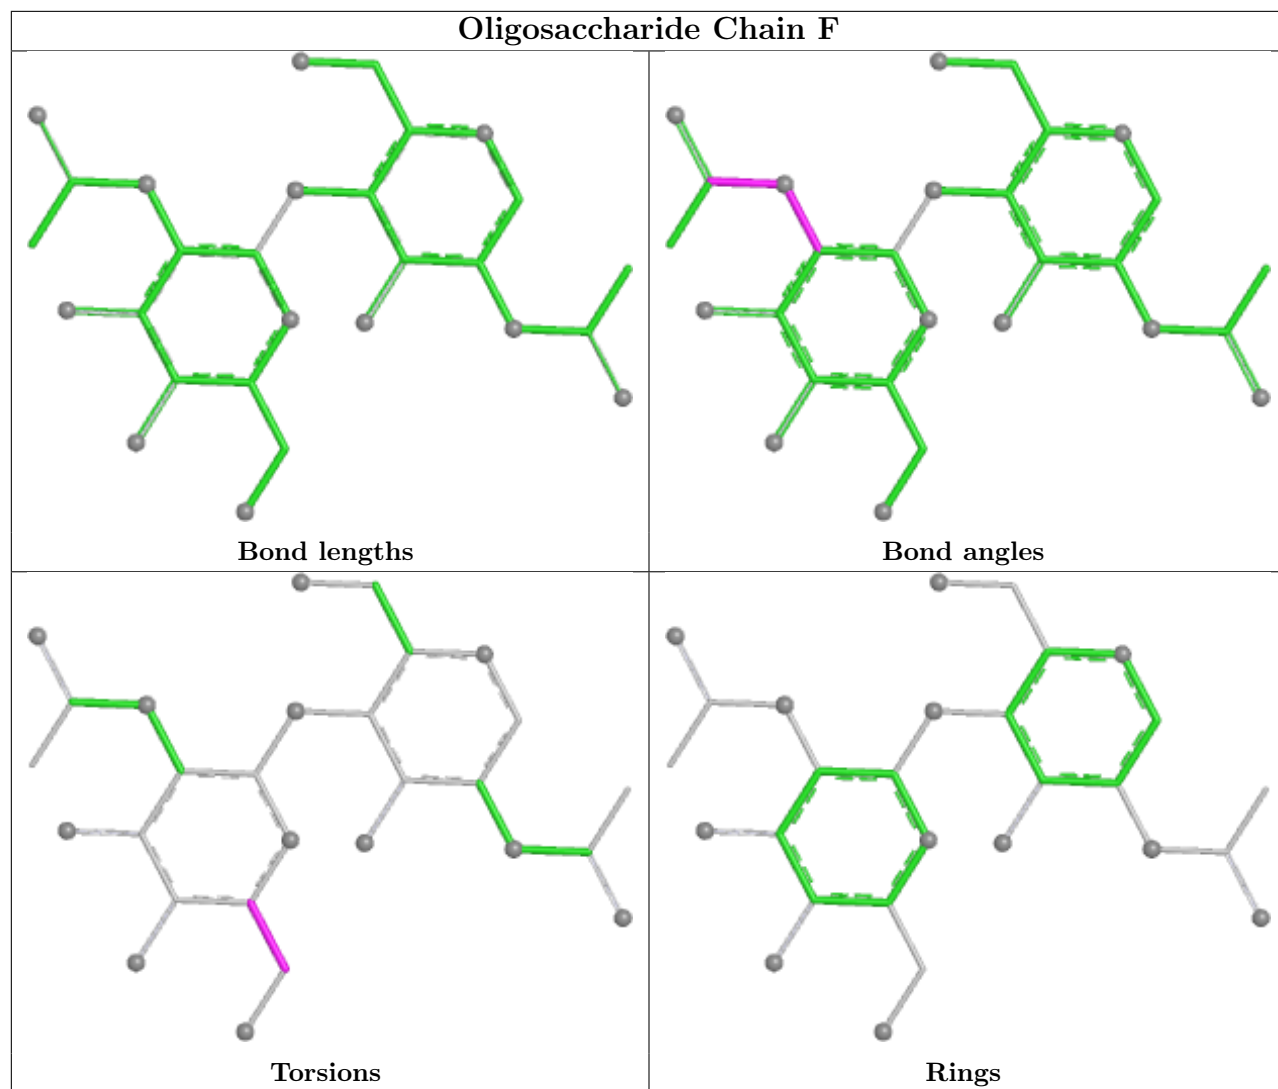 Oligosaccharide Chain F
Bond lengths
Bond angles
Torsions
Rings